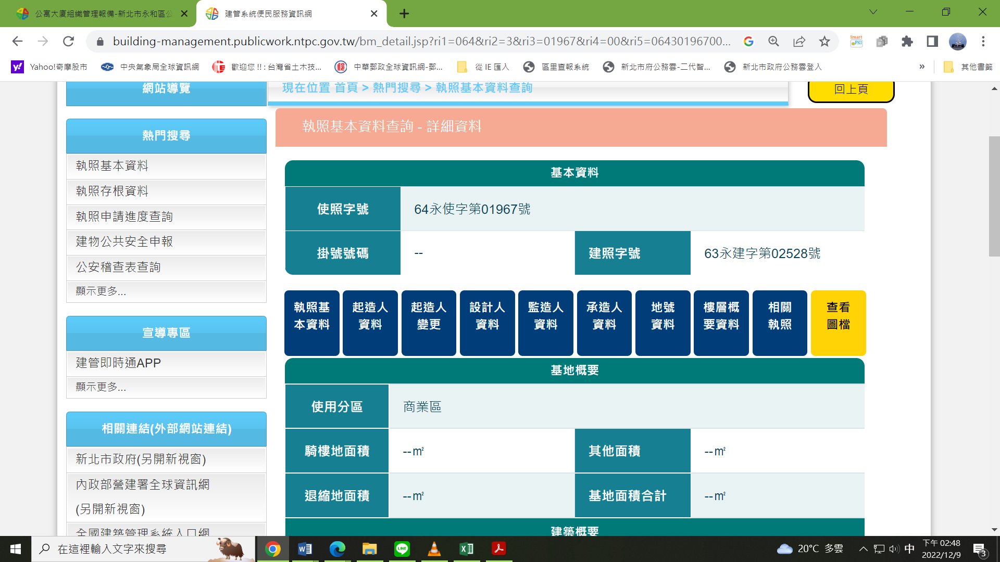 公寓大廈組織管理報備-新北市永和區公
建管系統便民服務資訊網
building-management.publicwork.ntpc.gov.tw/bm_detail.jsp?ri1=064&ri2=3&ri3=01967&ri4=00&ri5=06430196700...
Smart
ePKI
Yahoo!奇摩股市
中央氣象局全球資訊網
歡迎您 !! : 台灣省土木技...
中華郵政全球資訊網-郵...
從 IE 匯入
區里查報系統
新北市府公務雲-二代智...
新北市政府公務雲登入
»
其他書籤
網站導覽
現在位置 首頁 > 熱門搜尋 > 執照基本資料查詢
回上頁
執照基本資料查詢 - 詳細資料
熱門搜尋
執照基本資料
執照存根資料
執照申請進度查詢
建物公共安全申報
公安稽查表查詢
顯示更多...
宣導專區
建管即時通APP
顯示更多...
相關連結(外部網站連結)
新北市政府(另開新視窗)
內政部營建署全球資訊網
(另開新視窗)
全國建築管理系統入口網
基本資料
使照字號 64永使字第01967號
掛號號碼 -- 建照字號 63永建字第02528號
執照基
本資料
起造人
資料
起造人
變更
設計人
資料
監造人
資料
承造人
資料
地號
資料
樓層概
要資料
相關
執照
查看
圖檔
基地概要
使用分區 商業區
騎樓地面積 --㎡ 其他面積 --㎡
退縮地面積 --㎡ 基地面積合計 --㎡
建築概要
在這裡輸入文字來搜尋
LINE
20°C 多雲
中
下午 02:48
2022/12/9
3